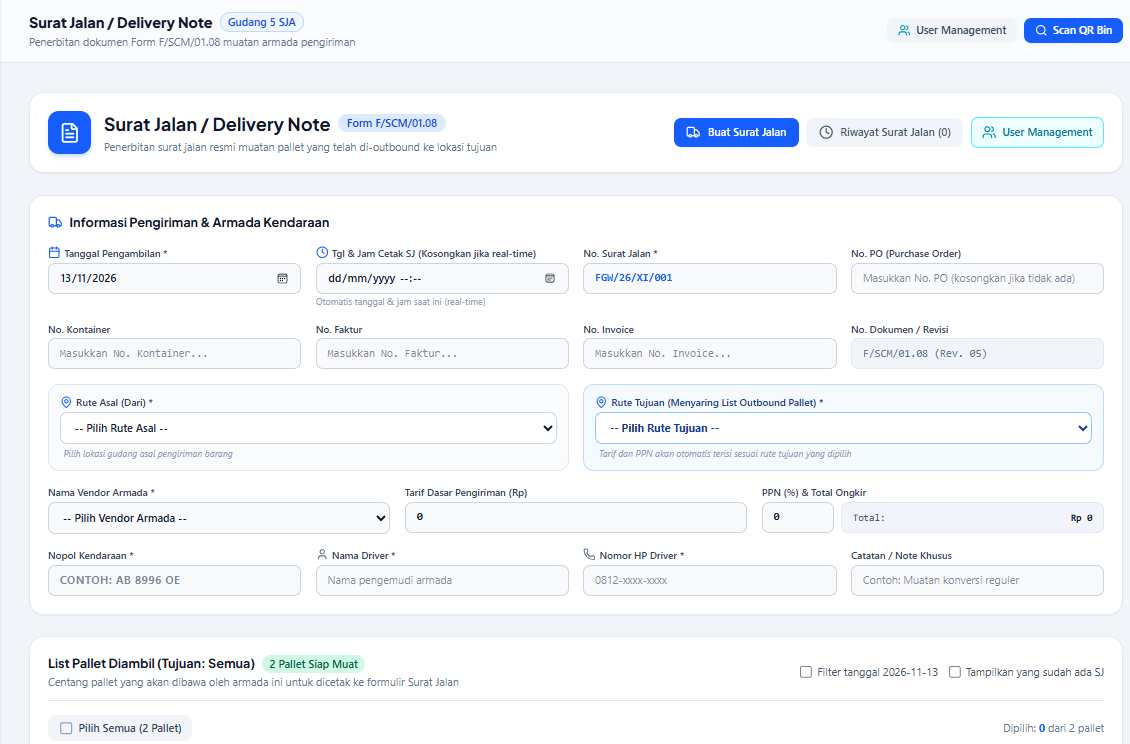 Surat Jalan / Delivery Note Gudang 5 SJA
Penerbitan dokumen Form F/SCM/01.08 muatan armada pengiriman
User Management Scan QR Bin
Surat Jalan / Delivery Note Form F/SCM/01.08
Penerbitan surat jalan resmi muatan pallet yang telah di-outbound ke lokasi tujuan
Buat Surat Jalan Riwayat Surat Jalan (0) User Management
Informasi Pengiriman & Armada Kendaraan
Tanggal Pengambilan * Tgl & Jam Cetak SJ (Kosongkan jika real-time) No. Surat Jalan * No. PO (Purchase Order)
13/11/2026 dd/mm/yyyy --:-- FGW/26/XI/001 Masukkan No. PO (kosongkan jika tidak ada)
Otomatis tanggal & jam saat ini (real-time)
No. Kontainer No. Faktur No. Invoice No. Dokumen / Revisi
Masukkan No. Kontainer... Masukkan No. Faktur... Masukkan No. Invoice... F/SCM/01.08 (Rev. 05)
Rute Asal (Dari) * Rute Tujuan (Menyaring List Outbound Pallet) *
-- Pilih Rute Asal -- -- Pilih Rute Tujuan --
Pilih lokasi gudang asal pengiriman barang Tarif dan PPN akan otomatis terisi sesuai rute tujuan yang dipilih
Nama Vendor Armada * Tarif Dasar Pengiriman (Rp) PPN (%) & Total Ongkir
-- Pilih Vendor Armada -- 0 0 Total: Rp 0
Nopol Kendaraan * Nama Driver * Nomor HP Driver * Catatan / Note Khusus
CONTOH: AB 8996 OE Nama pengemudi armada 0812-xxxx-xxxx Contoh: Muatan konversi reguler
List Pallet Diambil (Tujuan: Semua) 2 Pallet Siap Muat
Centang pallet yang akan dibawa oleh armada ini untuk dicetak ke formulir Surat Jalan
Filter tanggal 2026-11-13 Tampilkan yang sudah ada SJ
Pilih Semua (2 Pallet) Dipilih: 0 dari 2 pallet